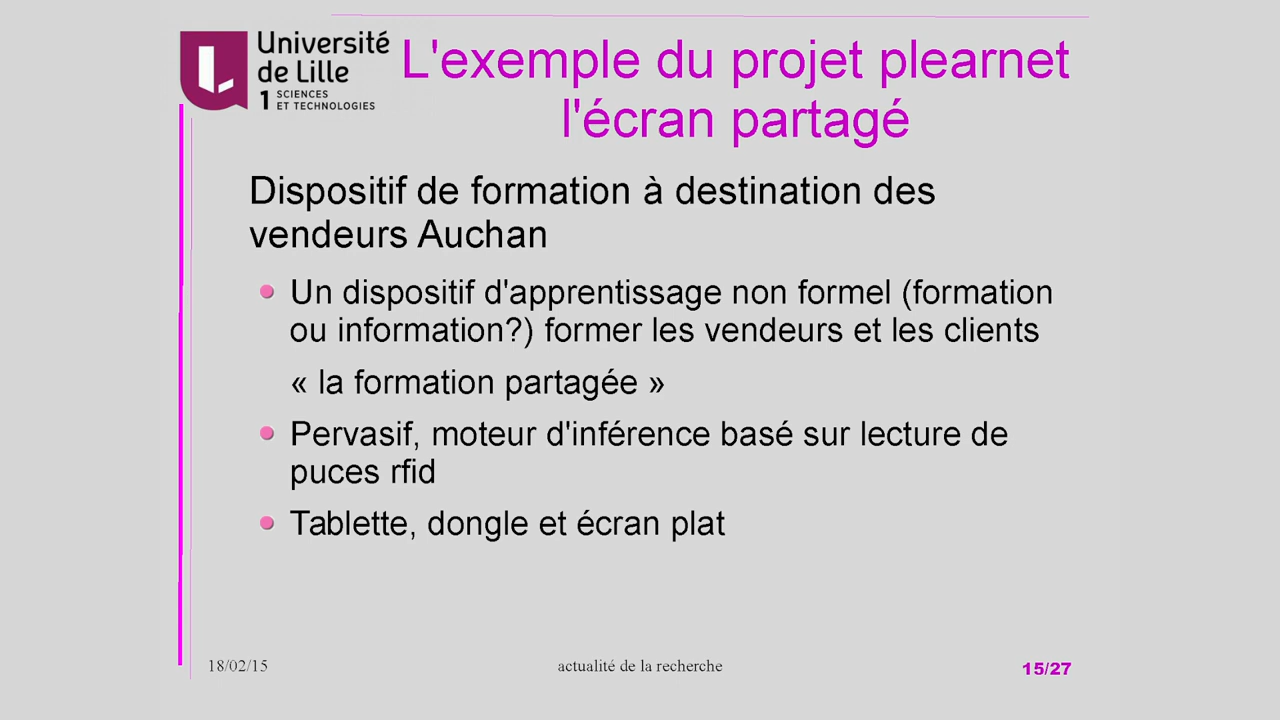 Université
de Lille
1 SCIENCES
ET TECHNOLOGIES
L'exemple du projet plearnet
l'écran partagé
Dispositif de formation à destination des
vendeurs Auchan
Un dispositif d'apprentissage non formel (formation
ou information?) former les vendeurs et les clients
« la formation partagée »
Pervasif, moteur d'inférence basé sur lecture de
puces rfid
Tablette, dongle et écran plat
18/02/15
actualité de la recherche
15/27